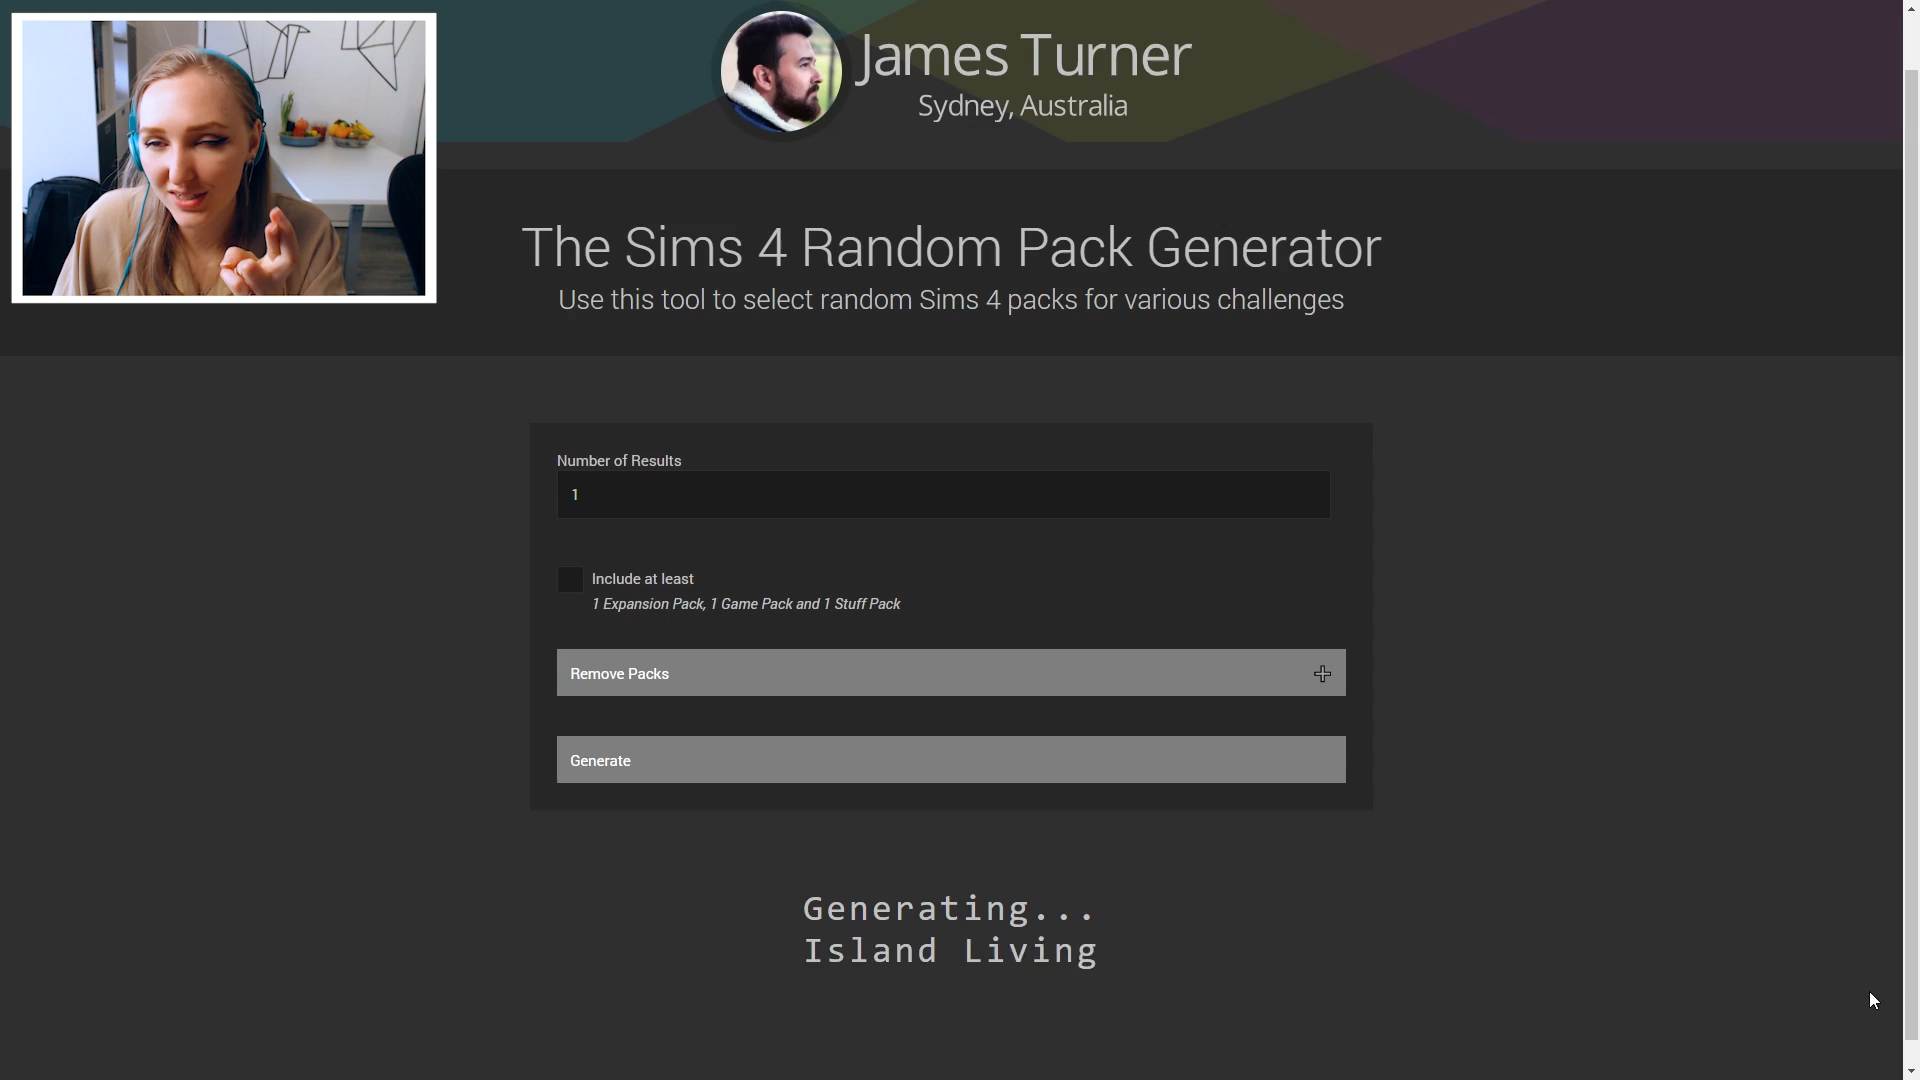 James Turner
Sydney, Australia
The Sims 4 Random Pack Generator
Use this tool to select random Sims 4 packs for various challenges
Number of Results
1
Include at least
1 Expansion Pack, 1 Game Pack and 1 Stuff Pack
Remove Packs
Generate
Generating...
Island Living